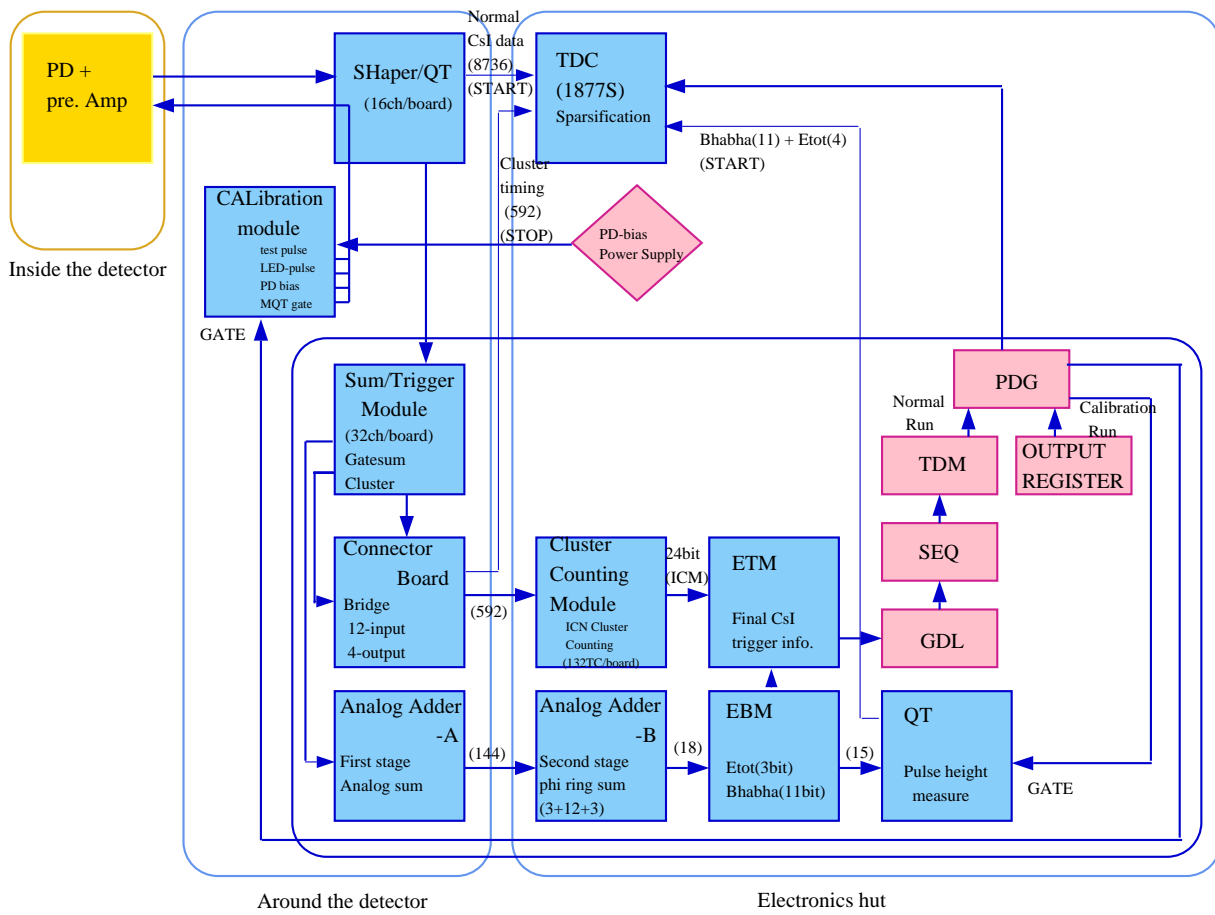 PD +
pre. Amp
Inside the detector
SHaper/QT
(16ch/board)
Normal
CsI data
(8736)
(START)
TDC
(1877S)
Sparsification
Bhabha(11) + Etot(4)
(START)
Cluster
timing
(592)
(STOP)
CALibration
module
test pulse
LED-pulse
PD bias
MQT gate
PD-bias
Power Supply
GATE
Sum/Trigger
Module
(32ch/board)
Gatesum
Cluster
PDG
Normal
Run
Calibration
Run
TDM
OUTPUT
REGISTER
SEQ
GDL
Connector
Board
Bridge
12-input
4-output
(592)
Cluster
Counting
Module
ICN Cluster
Counting
(132TC/board)
24bit
(ICM)
ETM
Final CsI
trigger info.
Analog Adder
-A
First stage
Analog sum
(144)
Analog Adder
-B
Second stage
phi ring sum
(3+12+3)
(18)
EBM
Etot(3bit)
Bhabha(11bit)
(15)
QT
Pulse height
measure
GATE
Around the detector
Electronics hut